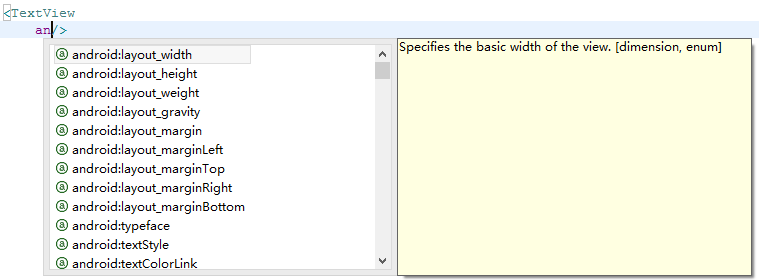 <TextView
an/>
android:layout_width
android:layout_height
android:layout_weight
android:layout_gravity
android:layout_margin
android:layout_marginLeft
android:layout_marginTop
android:layout_marginRight
android:layout_marginBottom
android:typeface
android:textStyle
android:textColorLink
Specifies the basic width of the view. [dimension, enum]